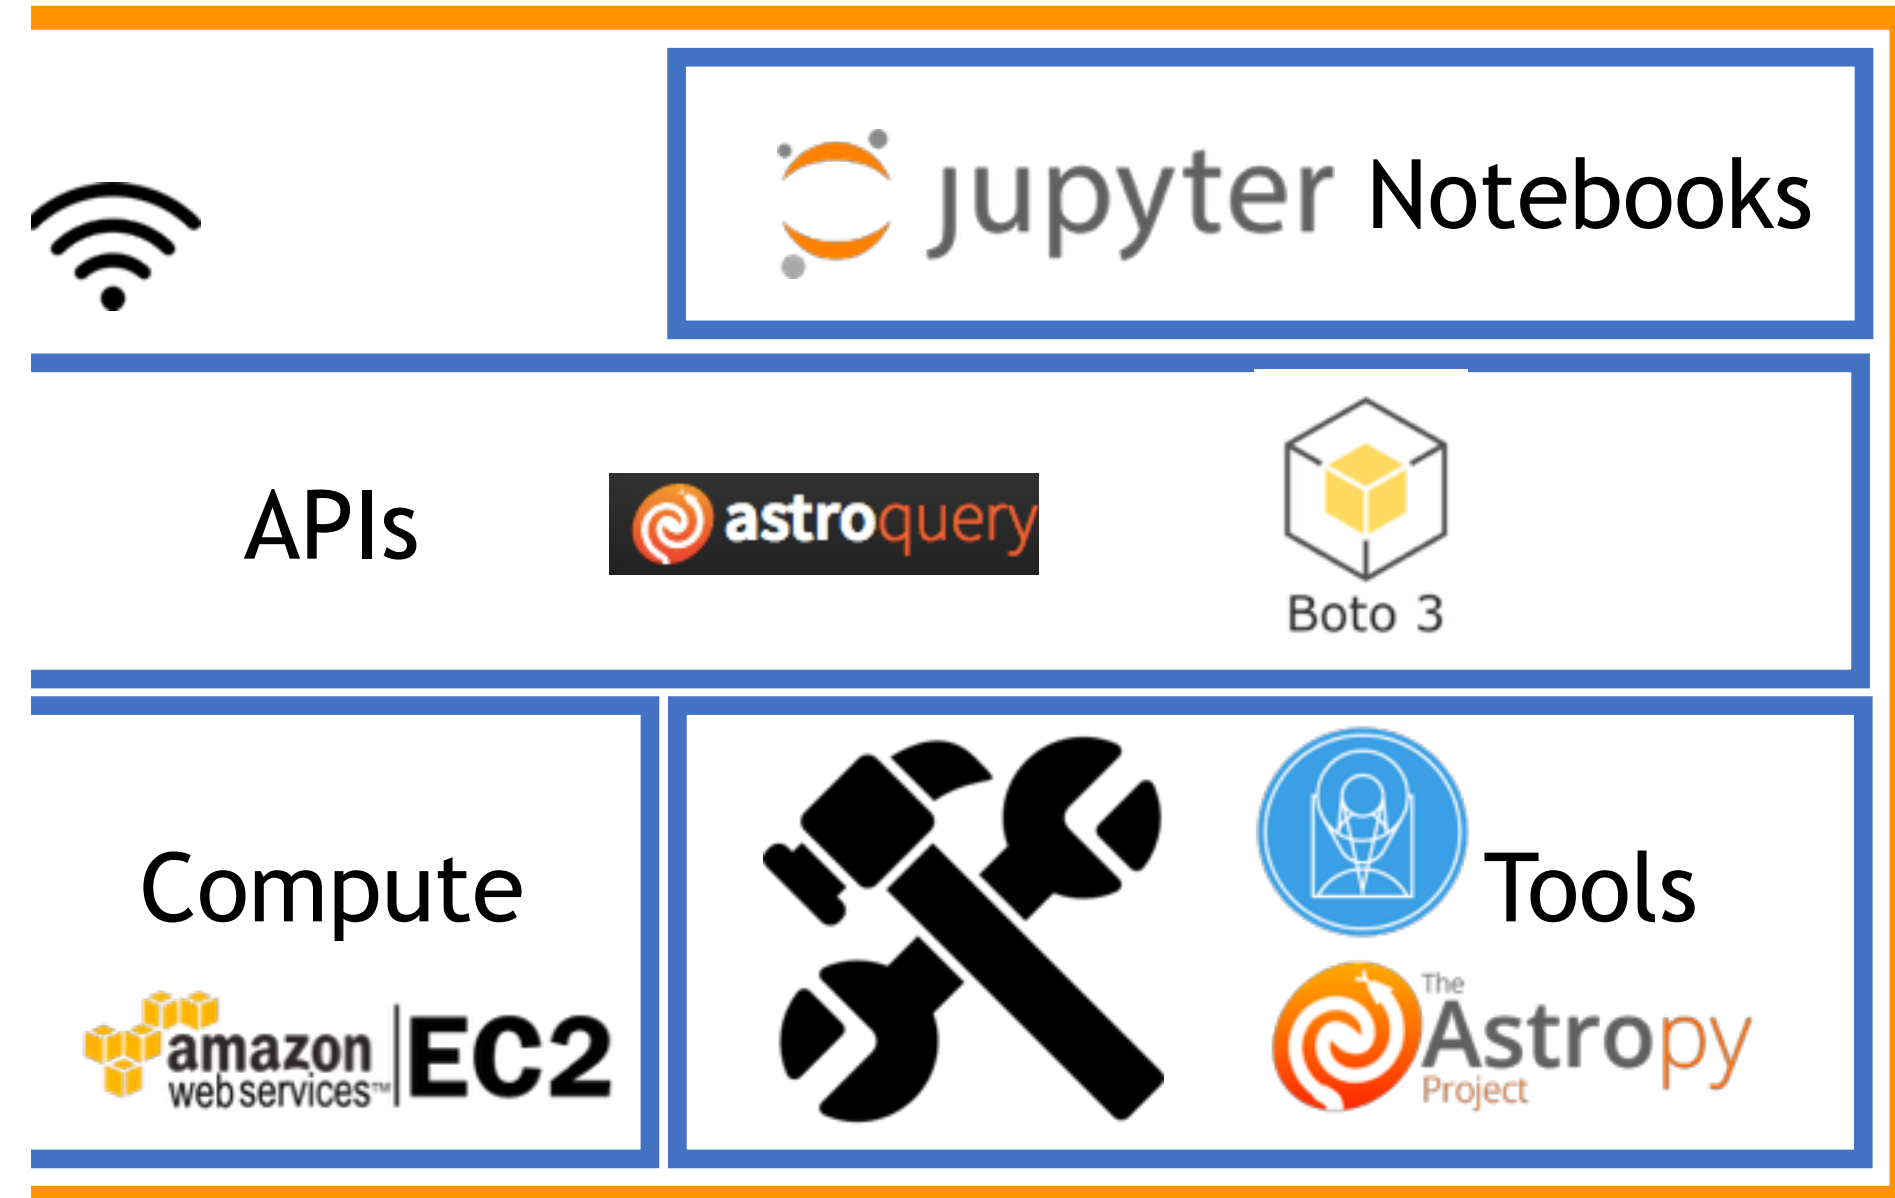 jupyter Notebooks
APIs
astroquery
Boto 3
Compute
amazon
web services™
EC2
Tools
The
Astropy
Project